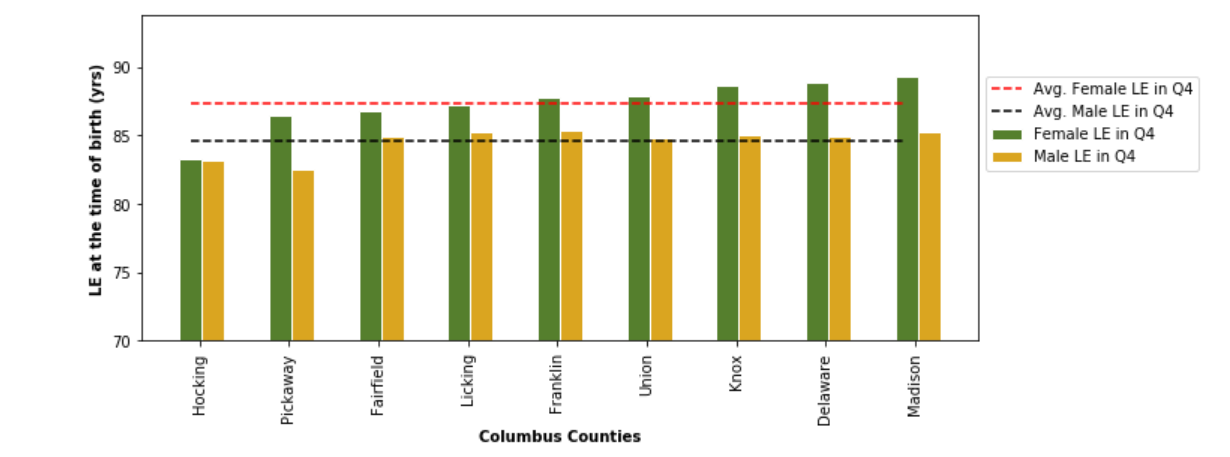 90
85
80
75
70
LE at the time of birth (yrs)
Hocking
Pickaway
Fairfield
Licking
Franklin
Union
Knox
Delaware
Madison
Columbus Counties
Avg. Female LE in Q4
Avg. Male LE in Q4
Female LE in Q4
Male LE in Q4